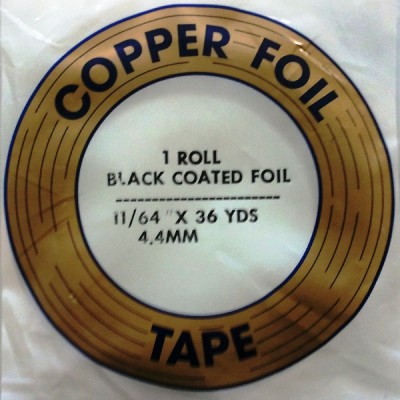 COPPER FOIL
1 ROLL
BLACK COATED FOIL
--------------------
11/64" X 36 YDS
4.4MM
TAPE